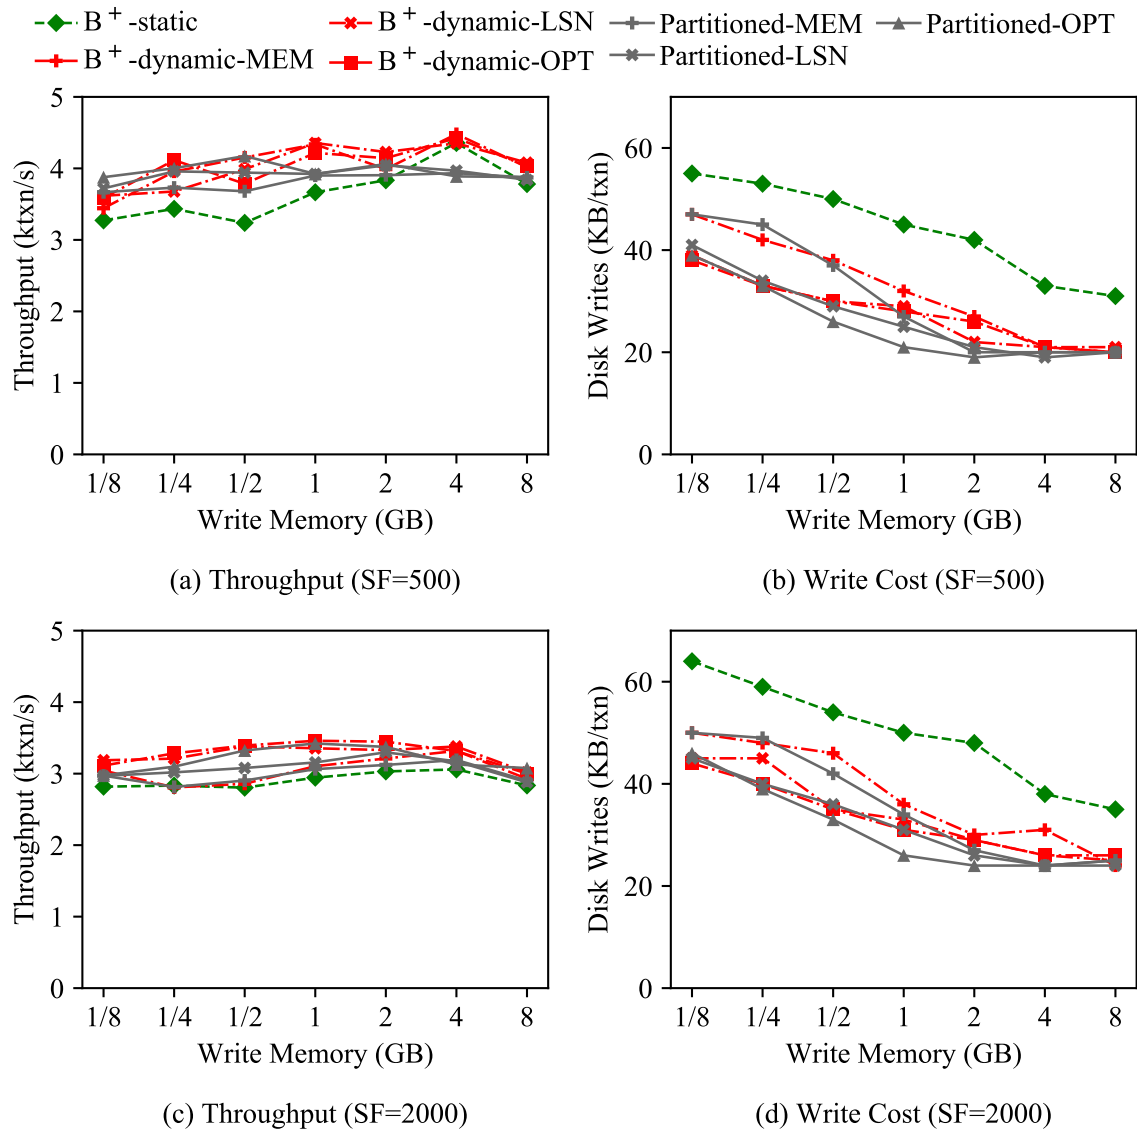 B+-static
B+-dynamic-LSN
Partitioned-MEM
Partitioned-OPT
B+-dynamic-MEM
B+-dynamic-OPT
Partitioned-LSN
5
4
3
2
1
0
Throughput (ktxn/s)
1/8 1/4 1/2 1 2 4 8
Write Memory (GB)
(a) Throughput (SF=500)
60
40
20
0
Disk Writes (KB/txn)
1/8 1/4 1/2 1 2 4 8
Write Memory (GB)
(b) Write Cost (SF=500)
5
4
3
2
1
0
Throughput (ktxn/s)
1/8 1/4 1/2 1 2 4 8
Write Memory (GB)
(c) Throughput (SF=2000)
60
40
20
0
Disk Writes (KB/txn)
1/8 1/4 1/2 1 2 4 8
Write Memory (GB)
(d) Write Cost (SF=2000)